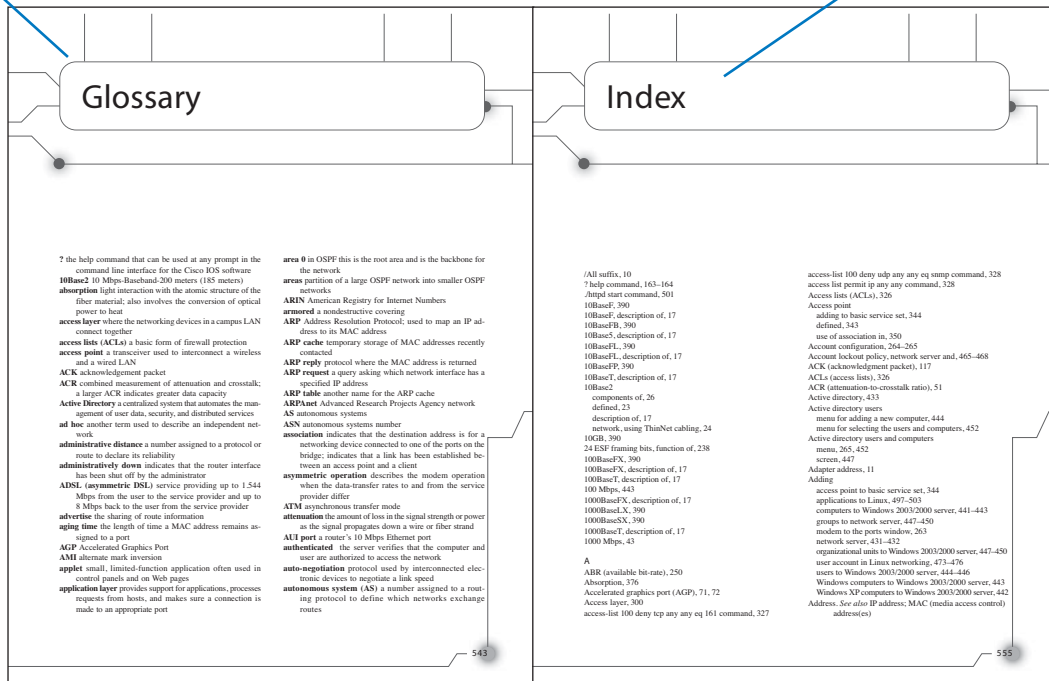 Glossary
? the help command that can be used at any prompt in the
command line interface for the Cisco IOS software
10Base2 10 Mbps-Baseband-200 meters (185 meters)
absorption light interaction with the atomic structure of the
fiber material; also involves the conversion of optical
power to heat
access layer where the networking devices in a campus LAN
connect together
access lists (ACLs) a basic form of firewall protection
access point a transceiver used to interconnect a wireless
and a wired LAN
ACK acknowledgement packet
ACR combined measurement of attenuation and crosstalk;
a larger ACR indicates greater data capacity
Active Directory a centralized system that automates the man-
agement of user data, security, and distributed services
ad hoc another term used to describe an independent net-
work
administrative distance a number assigned to a protocol or
route to declare its reliability
administratively down indicates that the router interface
has been shut off by the administrator
ADSL (asymmetric DSL) service providing up to 1.544
Mbps from the user to the service provider and up to
8 Mbps back to the user from the service provider
advertise the sharing of route information
aging time the length of time a MAC address remains as-
signed to a port
AGP Accelerated Graphics Port
AMI alternate mark inversion
applet small, limited-function application often used in
control panels and on Web pages
application layer provides support for applications, processes
requests from hosts, and makes sure a connection is
made to an appropriate port
area 0 in OSPF this is the root area and is the backbone for
the network
areas partition of a large OSPF network into smaller OSPF
networks
ARIN American Registry for Internet Numbers
armored a nondestructive covering
ARP Address Resolution Protocol; used to map an IP ad-
dress to its MAC address
ARP cache temporary storage of MAC addresses recently
contacted
ARP reply protocol where the MAC address is returned
ARP request a query asking which network interface has a
specified IP address
ARP table another name for the ARP cache
ARPAnet Advanced Research Projects Agency network
AS autonomous systems
ASN autonomous systems number
association indicates that the destination address is for a
networking device connected to one of the ports on the
bridge; indicates that a link has been established be-
tween an access point and a client
asymmetric operation describes the modem operation
when the data-transfer rates to and from the service
provider differ
ATM asynchronous transfer mode
attenuation the amount of loss in the signal strength or power
as the signal propagates down a wire or fiber strand
AUI port a router's 10 Mbps Ethernet port
authenticated the server verifies that the computer and
user are authorized to access the network
auto-negotiation protocol used by interconnected elec-
tronic devices to negotiate a link speed
autonomous system (AS) a number assigned to a rout-
ing protocol to define which networks exchange
routes
543
Index
/All suffix, 10
? help command, 163–164
./httpd start command, 501
10BaseF, 390
10BaseF, description of, 17
10BaseFB, 390
10Base5, description of, 17
10BaseFL, 390
10BaseFL, description of, 17
10BaseFP, 390
10BaseT, description of, 17
10Base2
components of, 26
defined, 23
description of, 17
network, using ThinNet cabling, 24
10GB, 390
24 ESF framing bits, function of, 238
100BaseFX, 390
100BaseFX, description of, 17
100BaseT, description of, 17
100 Mbps, 443
1000BaseFX, description of, 17
1000BaseLX, 390
1000BaseSX, 390
1000BaseT, description of, 17
1000 Mbps, 43
A
ABR (available bit-rate), 250
Absorption, 376
Accelerated graphics port (AGP), 71, 72
Access layer, 300
access-list 100 deny tcp any any eq 161 command, 327
access-list 100 deny udp any any eq snmp command, 328
access list permit ip any any command, 328
Access lists (ACLs), 326
Access point
adding to basic service set, 344
defined, 343
use of association in, 350
Account configuration, 264–265
Account lockout policy, network server and, 465–468
ACK (acknowledgment packet), 117
ACLs (access lists), 326
ACR (attenuation-to-crosstalk ratio), 51
Active directory, 433
Active directory users
menu for adding a new computer, 444
menu for selecting the users and computers, 452
Active directory users and computers
menu, 265, 452
screen, 447
Adapter address, 11
Adding
access point to basic service set, 344
applications to Linux, 497–503
computers to Windows 2003/2000 server, 441–443
groups to network server, 447–450
modem to the ports window, 263
network server, 431–432
organizational units to Windows 2003/2000 server, 447–450
user account in Linux networking, 473–476
users to Windows 2003/2000 server, 444–446
Windows computers to Windows 2003/2000 server, 443
Windows XP computers to Windows 2003/2000 server, 442
Address. See also IP address; MAC (media access control)
address(es)
555